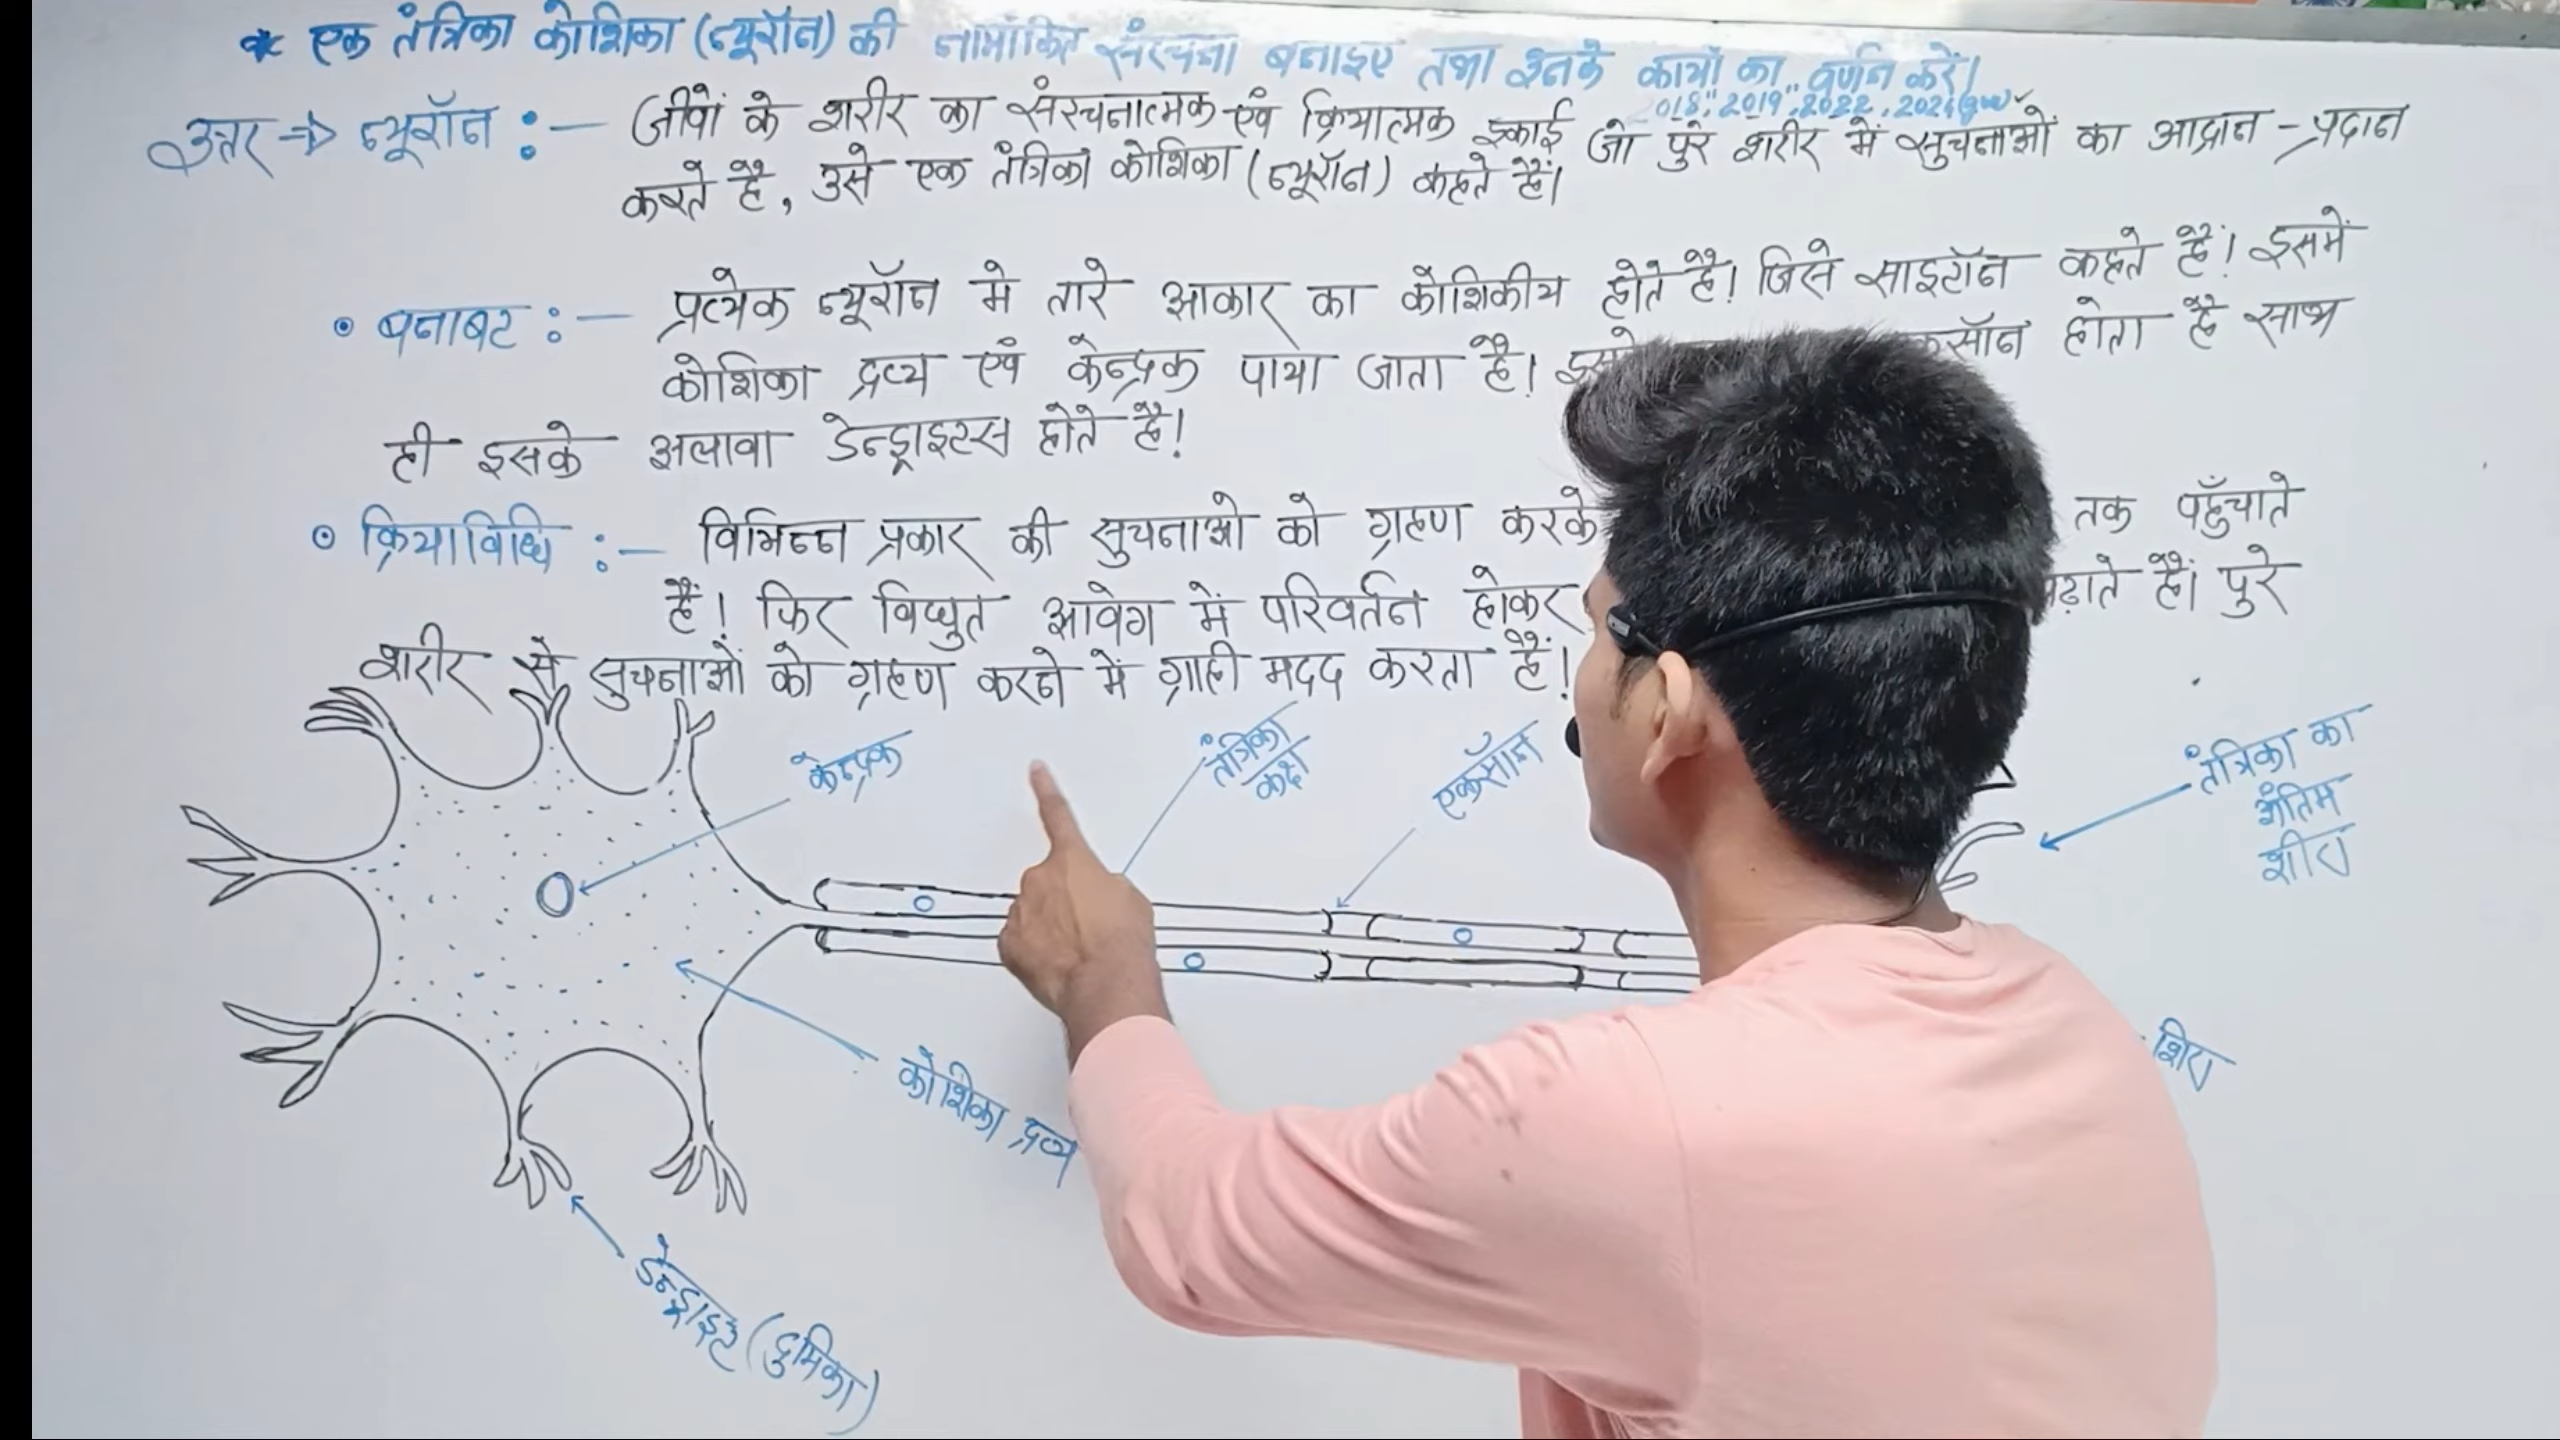 * एक तंत्रिका कोशिका (न्यूरॉन) की नामांकित संरचना बनाइए तथा उनके कार्यों का वर्णन करें।
2018, 2019, 2022, 2024
उत्तर → न्यूरॉन :— जीवों के शरीर का संरचनात्मक एवं क्रियात्मक इकाई जो पुरे शरीर में सुचनाओं का आदान-प्रदान
करते है, उसे एक तंत्रिका कोशिका (न्यूरॉन) कहते हैं।
• बनाबट :— प्रत्येक न्यूरॉन मे तारे आकार का कोशिकीय होते है। जिसे साइटॉन कहते हैं! इसमें
कोशिका द्रव्य एवं केन्द्रक पाया जाता है। होता है साथ
ही इसके अलावा डेन्ड्राइटस होते है!
• क्रियाविधि :— विभिन्न प्रकार की सुचनाओ को ग्रहण करके तक पहुँचाते
हैं! फिर विद्युत आवेग में परिवर्तन होकर है। पुरे
शरीर से सुचनाओं को ग्रहण करने में ग्राही मदद करता हैं!
केन्द्रक
तंत्रिका
कक्ष
एक्सॉन
तंत्रिका का
अंतिम
शीरा
शिरा
कोशिका द्रव्य
डेन्ड्राइट (द्रुमिका)